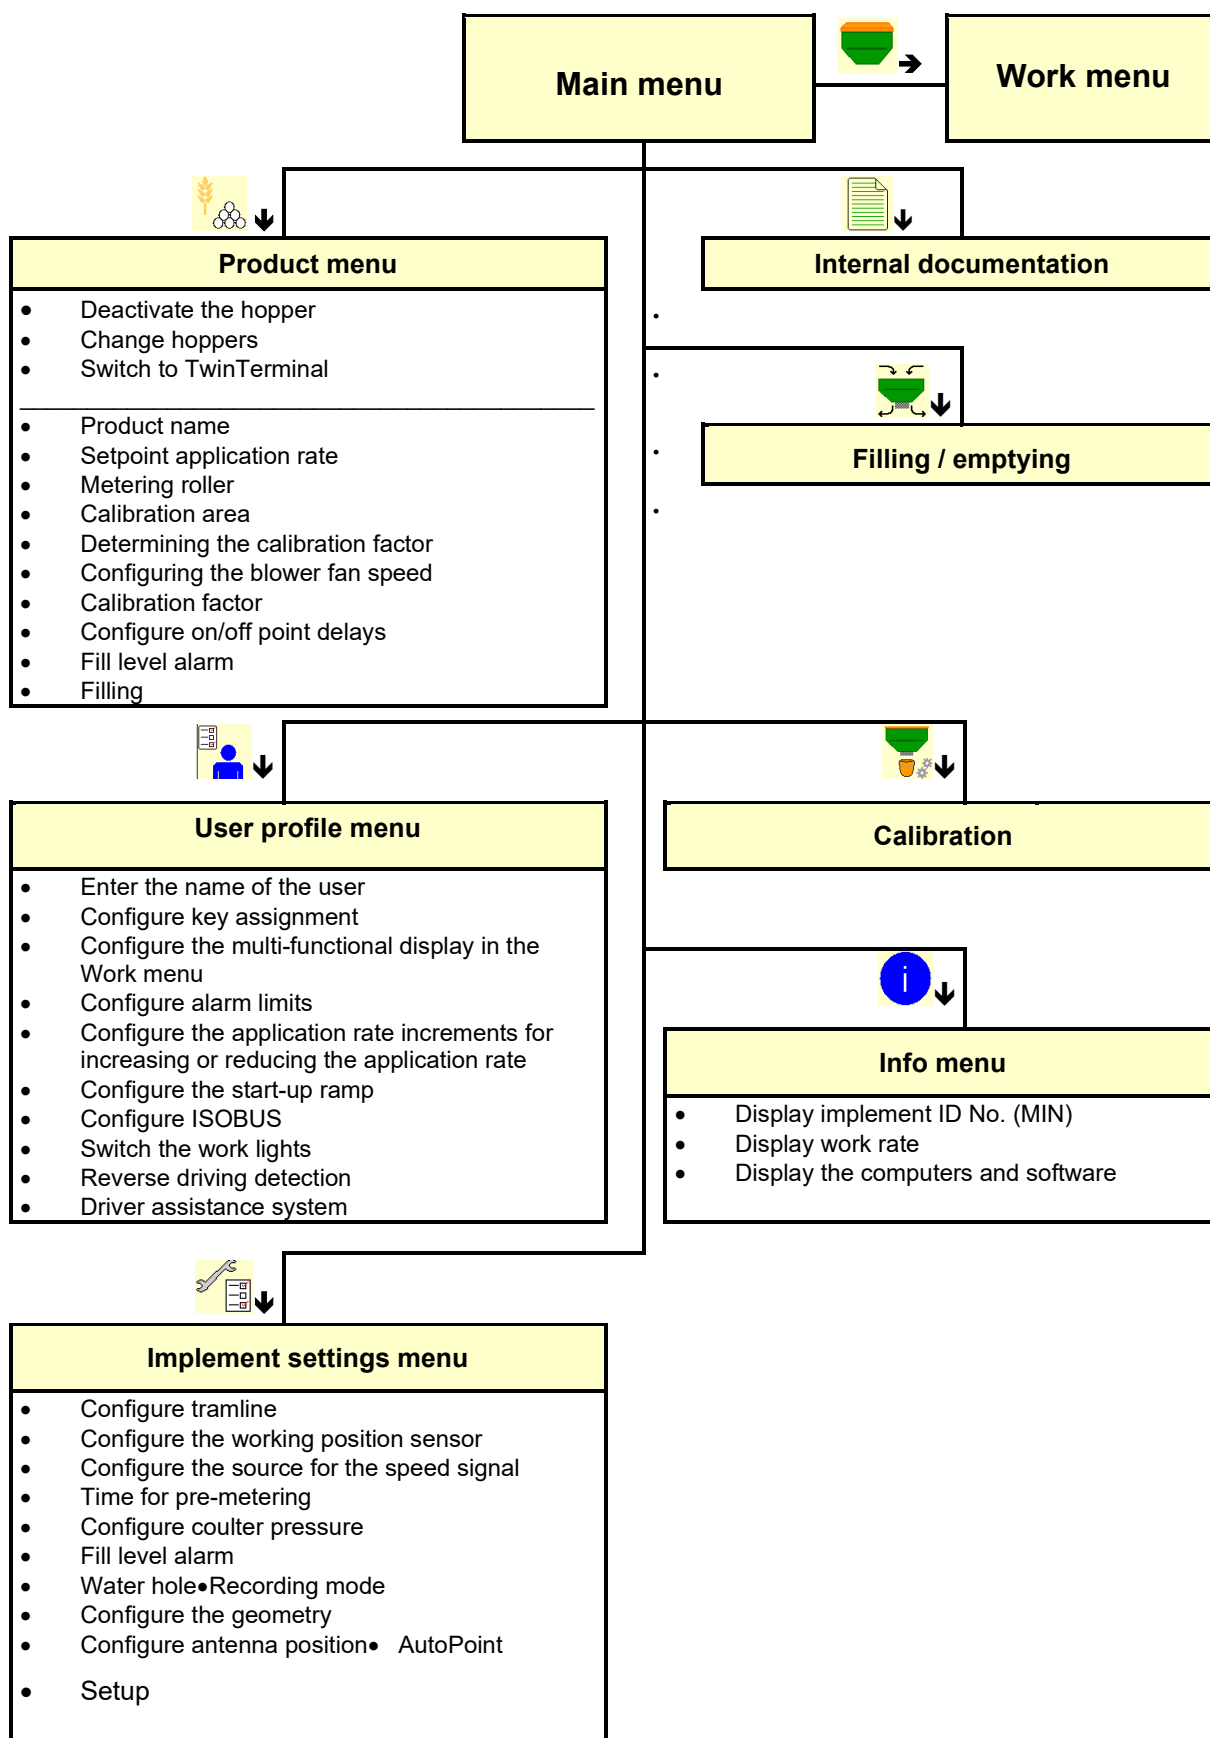 Main menu
Work menu
Product menu
• Deactivate the hopper
• Change hoppers
• Switch to TwinTerminal
• Product name
• Setpoint application rate
• Metering roller
• Calibration area
• Determining the calibration factor
• Configuring the blower fan speed
• Calibration factor
• Configure on/off point delays
• Fill level alarm
• Filling
Internal documentation
Filling / emptying
User profile menu
• Enter the name of the user
• Configure key assignment
• Configure the multi-functional display in the
Work menu
• Configure alarm limits
• Configure the application rate increments for
increasing or reducing the application rate
• Configure the start-up ramp
• Configure ISOBUS
• Switch the work lights
• Reverse driving detection
• Driver assistance system
Calibration
i
Info menu
• Display implement ID No. (MIN)
• Display work rate
• Display the computers and software
Implement settings menu
• Configure tramline
• Configure the working position sensor
• Configure the source for the speed signal
• Time for pre-metering
• Configure coulter pressure
• Fill level alarm
• Water hole•Recording mode
• Configure the geometry
• Configure antenna position• AutoPoint
• Setup